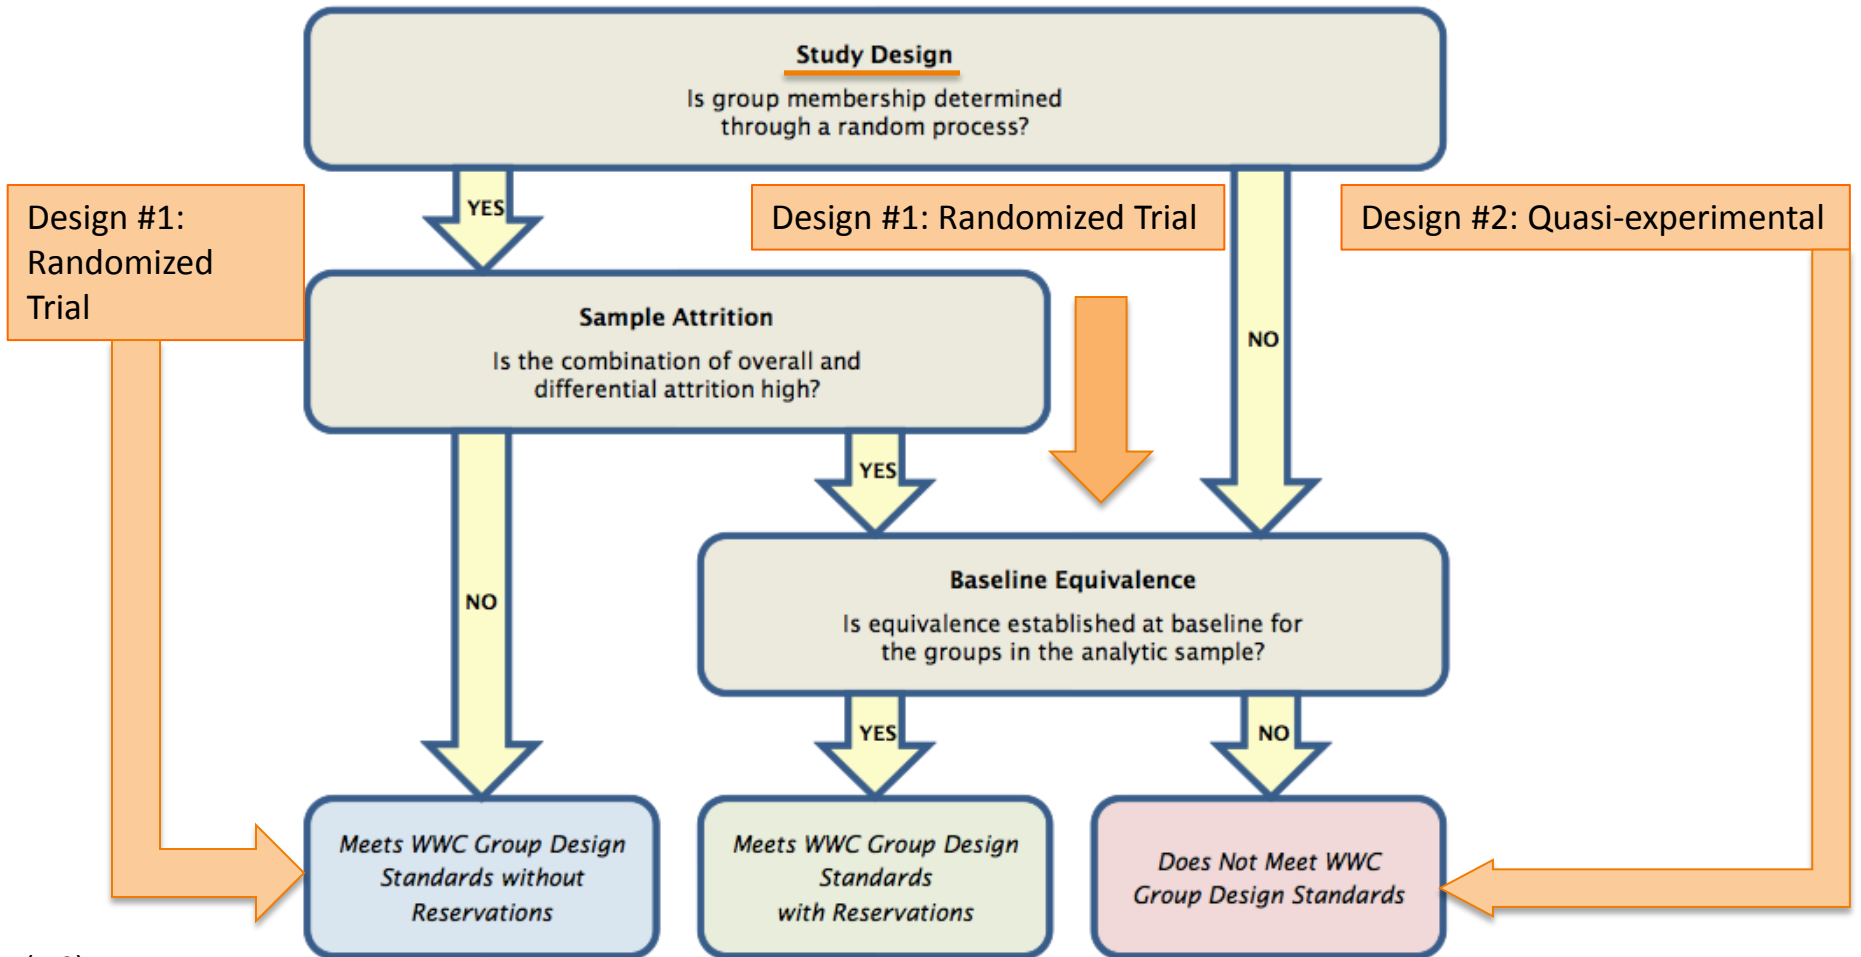 Study Design
Is group membership determined
through a random process?
Design #1:
Randomized
Trial
YES
Design #1: Randomized Trial
Design #2: Quasi-experimental
Sample Attrition
Is the combination of overall and
differential attrition high?
NO
YES
NO
Baseline Equivalence
Is equivalence established at baseline for
the groups in the analytic sample?
YES
NO
Meets WWC Group Design
Standards without
Reservations
Meets WWC Group Design
Standards
with Reservations
Does Not Meet WWC
Group Design Standards